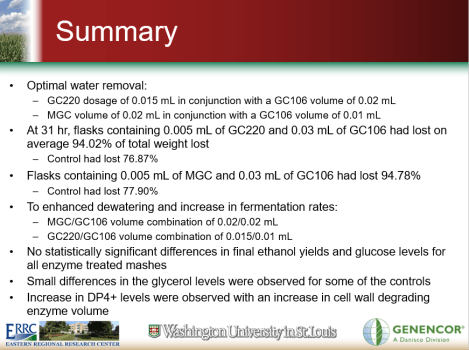 Summary
• Optimal water removal:
– GC220 dosage of 0.015 mL in conjunction with a GC106 volume of 0.02 mL
– MGC volume of 0.02 mL in conjunction with a GC106 volume of 0.01 mL
• At 31 hr, flasks containing 0.005 mL of GC220 and 0.03 mL of GC106 had lost on
average 94.02% of total weight lost
– Control had lost 76.87%
• Flasks containing 0.005 mL of MGC and 0.03 mL of GC106 had lost 94.78%
– Control had lost 77.90%
• To enhanced dewatering and increase in fermentation rates:
– MGC/GC106 volume combination of 0.02/0.02 mL
– GC220/GC106 volume combination of 0.015/0.01 mL
• No statistically significant differences in final ethanol yields and glucose levels for
all enzyme treated mashes
• Small differences in the glycerol levels were observed for some of the controls
• Increase in DP4+ levels were observed with an increase in cell wall degrading
enzyme volume
ERRC
EASTERN REGIONAL RESEARCH CENTER
Washington University in St. Louis
GENENCOR®
A Danisco Division